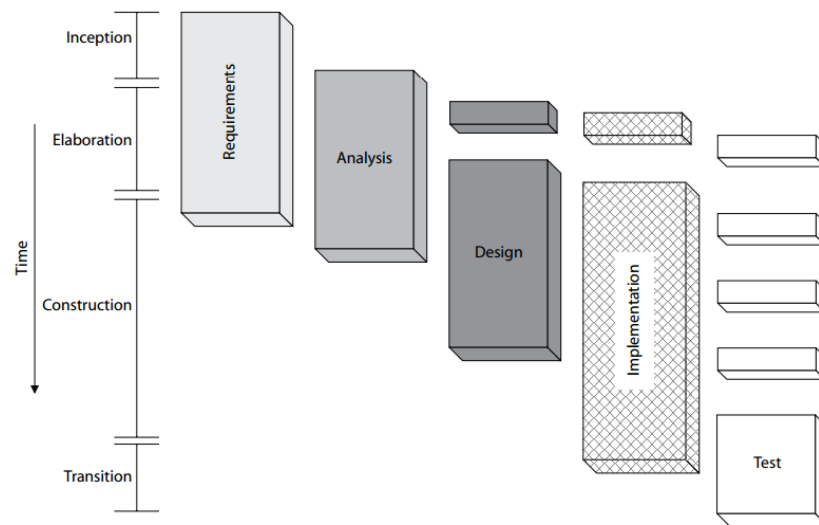 Inception
Requirements
Elaboration
Analysis
Time
Design
Construction
Implementation
Transition
Test